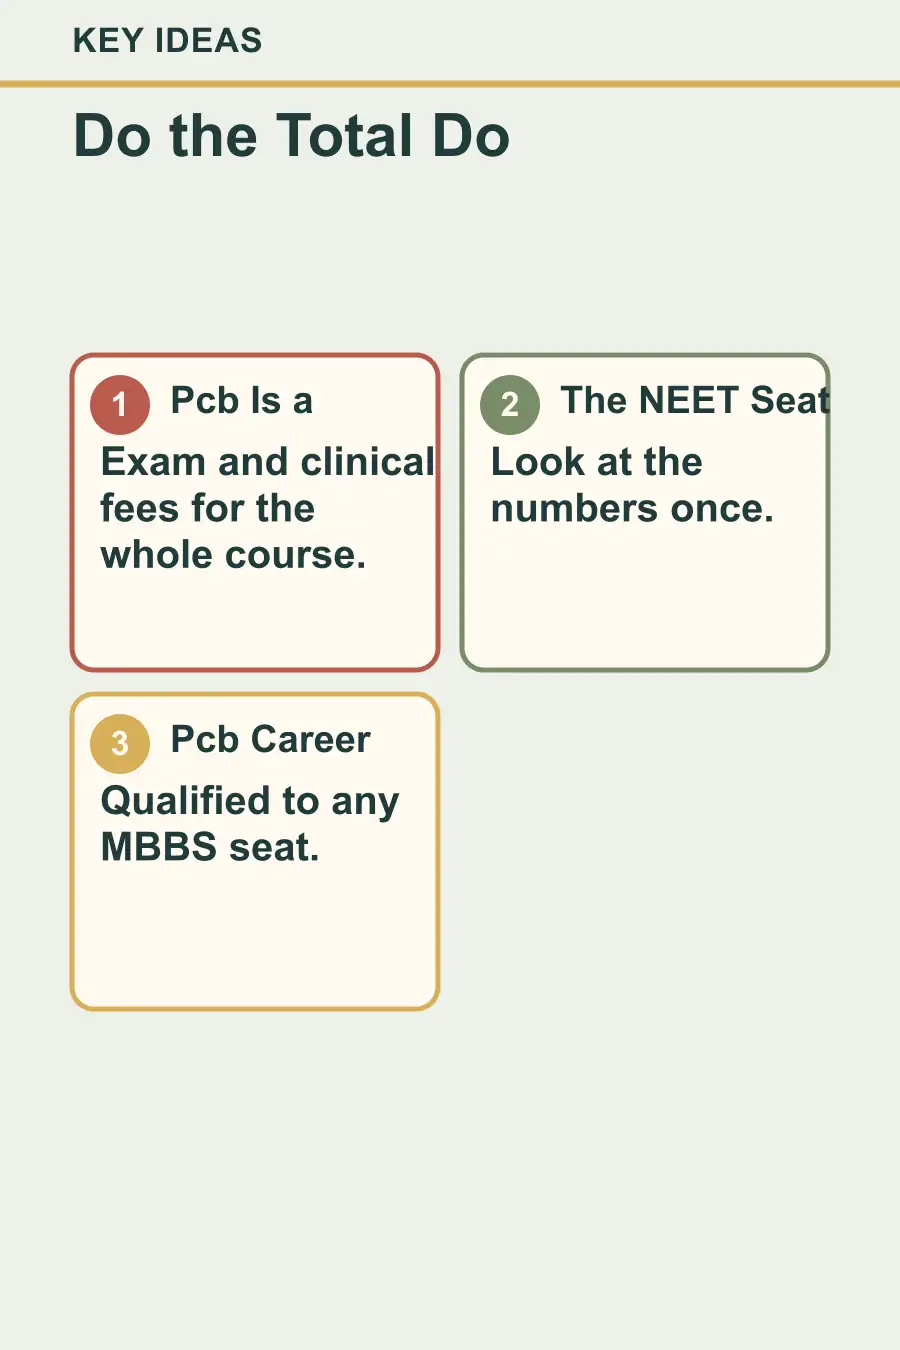 KEY IDEAS
Do the Total Do
1 Pcb Is a
Exam and clinical
fees for the
whole course.
2 The NEET Seat
Look at the
numbers once.
3 Pcb Career
Qualified to any
MBBS seat.